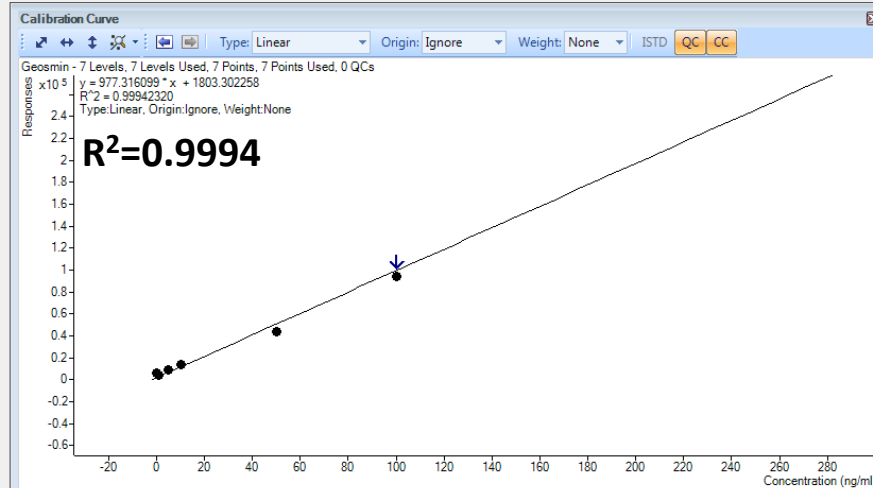 Calibration Curve
Type: Linear Origin: Ignore Weight: None ISTD QC CC
Geosmin - 7 Levels, 7 Levels Used, 7 Points, 7 Points Used, 0 QCs
x10 5
y = 977.316099 * x + 1803.302258
R^2 = 0.99942320
Type:Linear, Origin:Ignore, Weight:None
R²=0.9994
Responses
2.4
2.2
2
1.8
1.6
1.4
1.2
1
0.8
0.6
0.4
0.2
0
-0.2
-0.4
-0.6
-20 0 20 40 60 80 100 120 140 160 180 200 220 240 260 280
Concentration (ng/ml